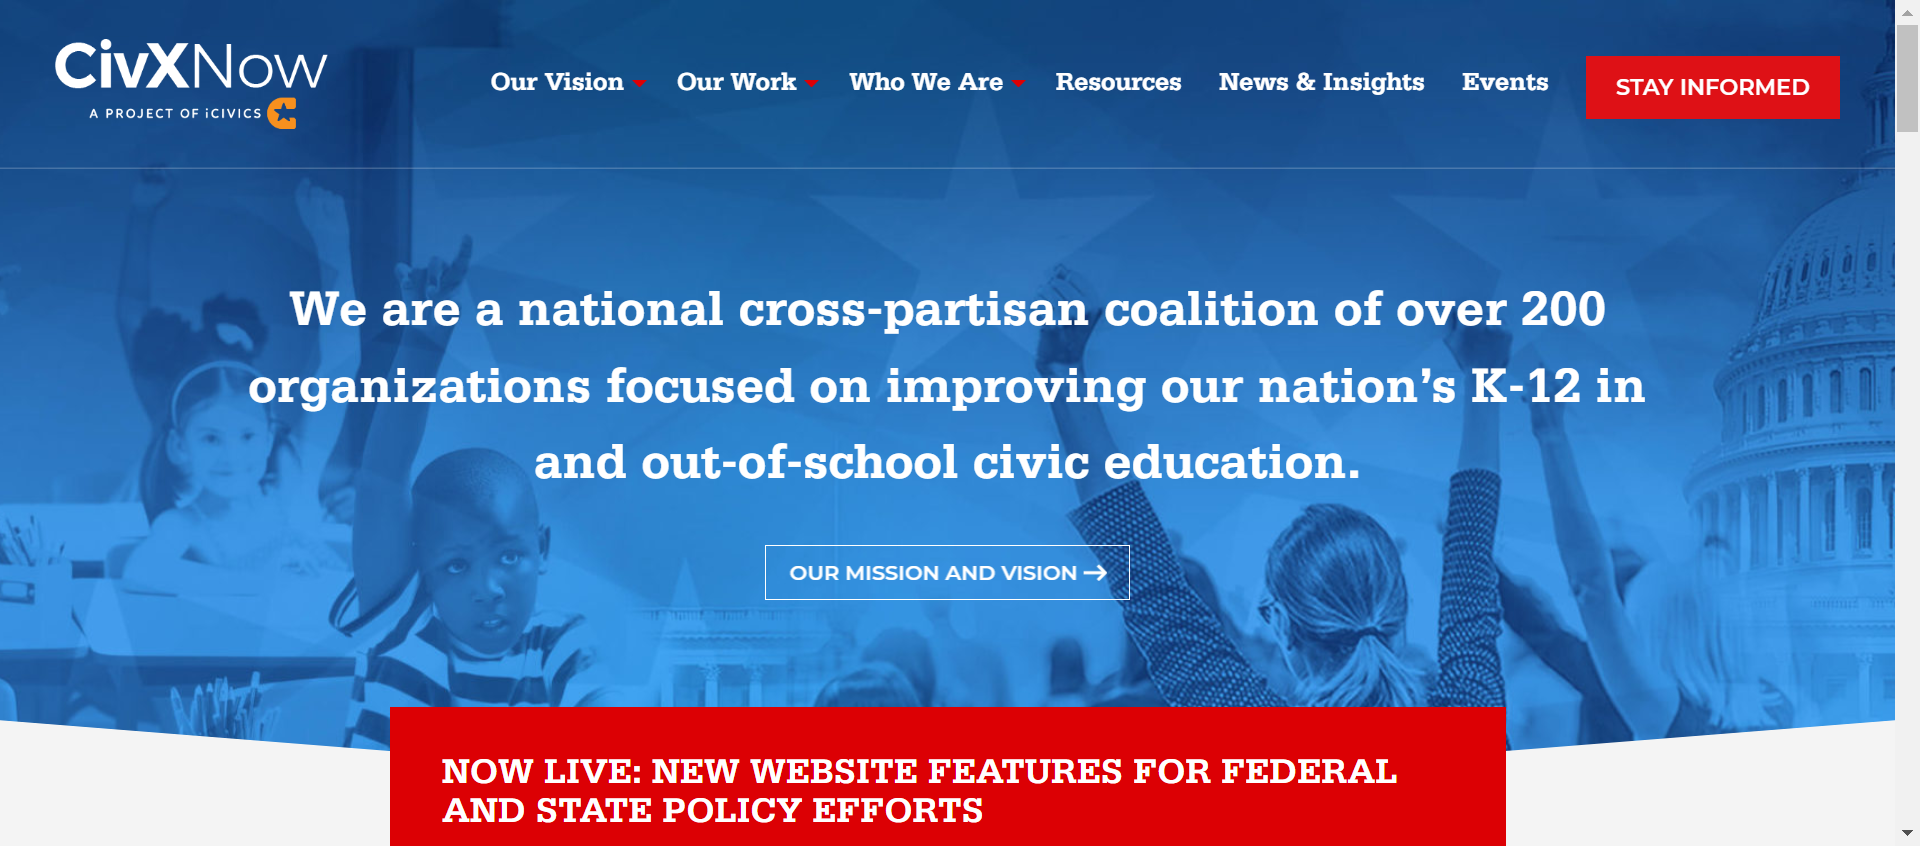 CivXNow
A PROJECT OF iCIVICS
Our Vision
Our Work
Who We Are
Resources
News & Insights
Events
STAY INFORMED
We are a national cross-partisan coalition of over 200
organizations focused on improving our nation’s K-12 in
and out-of-school civic education.
OUR MISSION AND VISION
NOW LIVE: NEW WEBSITE FEATURES FOR FEDERAL
AND STATE POLICY EFFORTS